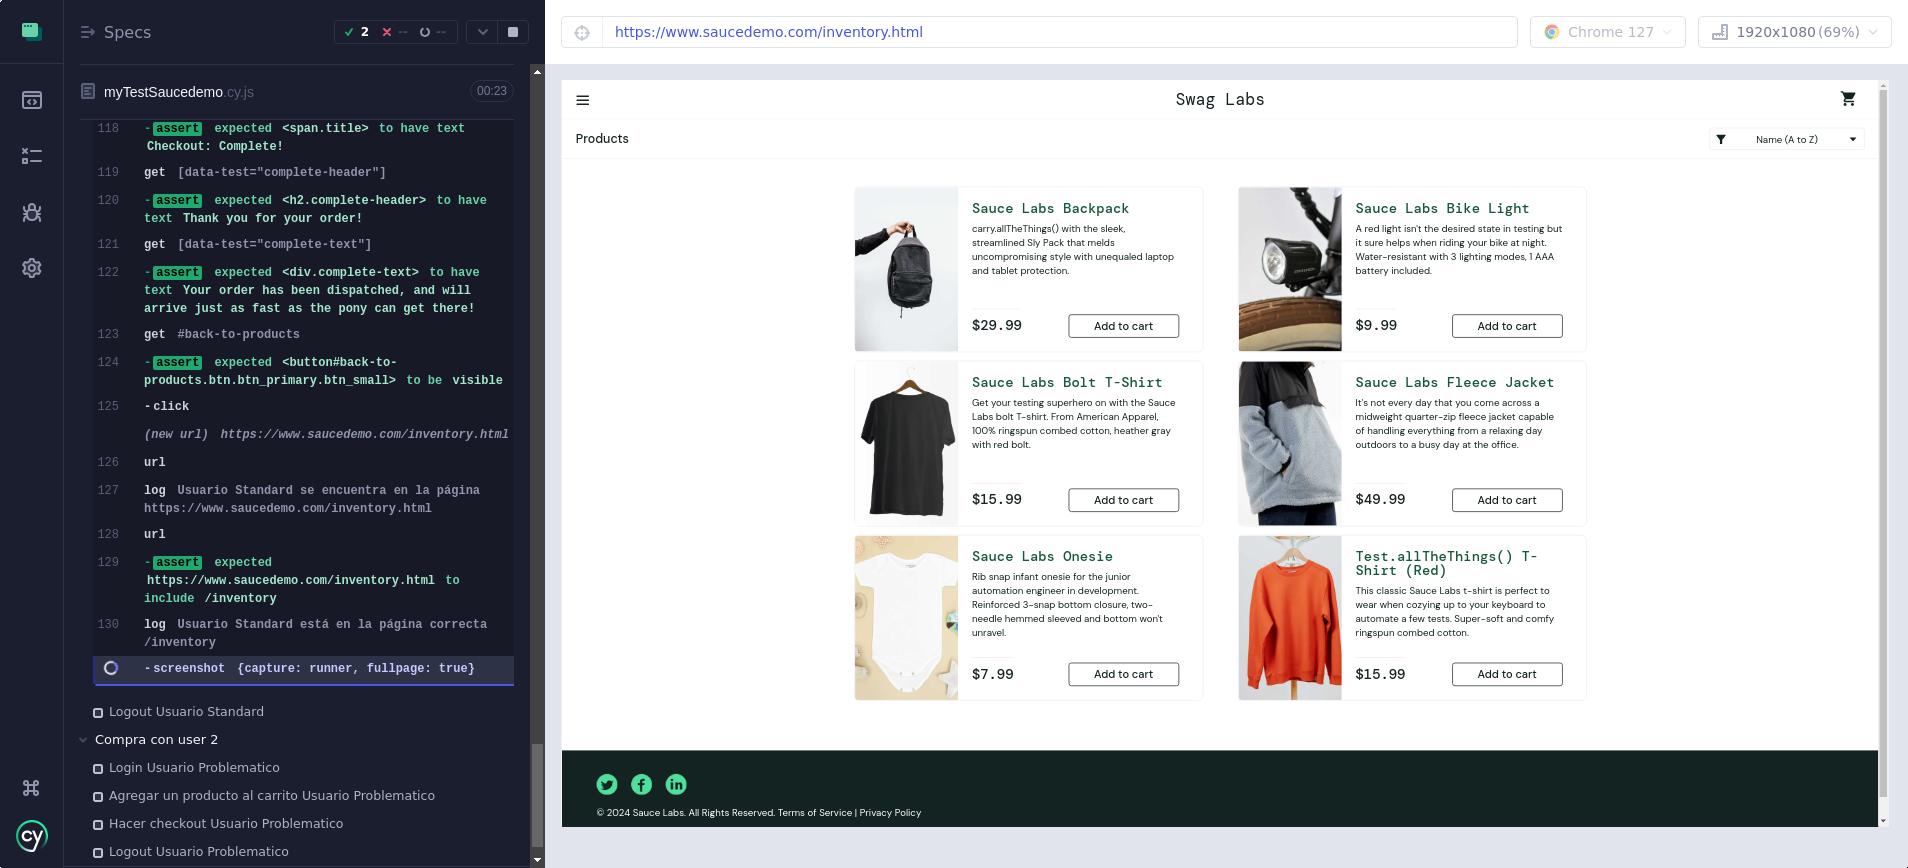 Specs
2 -- --
myTestSaucedemo.cy.js 00:23
118 -assert expected <span.title> to have text
Checkout: Complete!
119 get [data-test="complete-header"]
120 -assert expected <h2.complete-header> to have
text Thank you for your order!
121 get [data-test="complete-text"]
122 -assert expected <div.complete-text> to have
text Your order has been dispatched, and will
arrive just as fast as the pony can get there!
123 get #back-to-products
124 -assert expected <button#back-to-
products.btn.btn_primary.btn_small> to be visible
125 -click
(new url) https://www.saucedemo.com/inventory.html
126 url
127 log Usuario Standard se encuentra en la página
https://www.saucedemo.com/inventory.html
128 url
129 -assert expected
https://www.saucedemo.com/inventory.html to
include /inventory
130 log Usuario Standard está en la página correcta
/inventory
-screenshot {capture: runner, fullpage: true}
Logout Usuario Standard
Compra con user 2
Login Usuario Problematico
Agregar un producto al carrito Usuario Problematico
Hacer checkout Usuario Problematico
Logout Usuario Problematico
cy
https://www.saucedemo.com/inventory.html
Chrome 127
1920x1080 (69%)
Swag Labs
Products
Name (A to Z)
Sauce Labs Backpack
carry.allTheThings() with the sleek,
streamlined Sly Pack that melds
uncompromising style with unequaled laptop
and tablet protection.
$29.99 Add to cart
Sauce Labs Bike Light
A red light isn't the desired state in testing but
it sure helps when riding your bike at night.
Water-resistant with 3 lighting modes, 1 AAA
battery included.
$9.99 Add to cart
Sauce Labs Bolt T-Shirt
Get your testing superhero on with the Sauce
Labs bolt T-shirt. From American Apparel,
100% ringspun combed cotton, heather gray
with red bolt.
$15.99 Add to cart
Sauce Labs Fleece Jacket
It's not every day that you come across a
midweight quarter-zip fleece jacket capable
of handling everything from a relaxing day
outdoors to a busy day at the office.
$49.99 Add to cart
Sauce Labs Onesie
Rib snap infant onesie for the junior
automation engineer in development.
Reinforced 3-snap bottom closure, two-
needle hemmed sleeved and bottom won't
unravel.
$7.99 Add to cart
Test.allTheThings() T-
Shirt (Red)
This classic Sauce Labs t-shirt is perfect to
wear when cozying up to your keyboard to
automate a few tests. Super-soft and comfy
ringspun combed cotton.
$15.99 Add to cart
© 2024 Sauce Labs. All Rights Reserved. Terms of Service | Privacy Policy